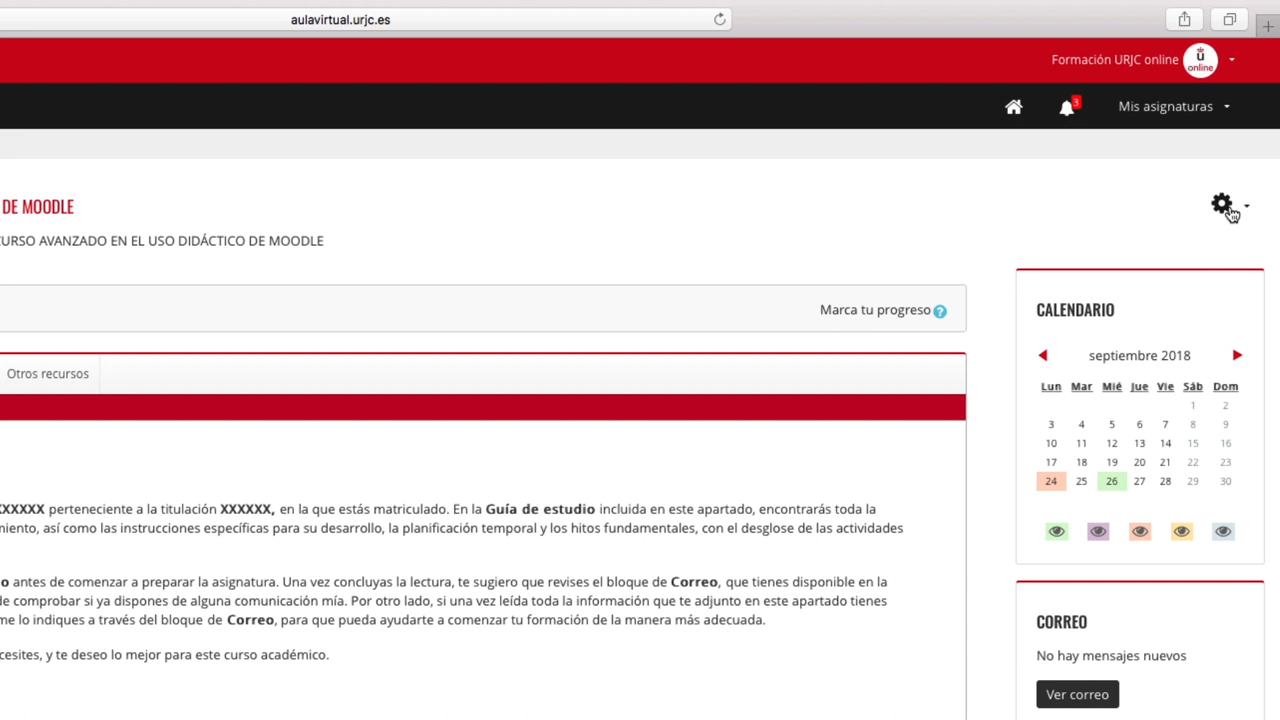 aulavirtual.urjc.es
Formación URJC online
ü
online
3
Mis asignaturas
DE MOODLE
CURSO AVANZADO EN EL USO DIDÁCTICO DE MOODLE
Marca tu progreso ?
Otros recursos
XXXXXX perteneciente a la titulación XXXXXX, en la que estás matriculado. En la Guía de estudio incluida en este apartado, encontrarás toda la
miento, así como las instrucciones específicas para su desarrollo, la planificación temporal y los hitos fundamentales, con el desglose de las actividades
o antes de comenzar a preparar la asignatura. Una vez concluyas la lectura, te sugiero que revises el bloque de Correo, que tienes disponible en la
de comprobar si ya dispones de alguna comunicación mía. Por otro lado, si una vez leída toda la información que te adjunto en este apartado tienes
me lo indiques a través del bloque de Correo, para que pueda ayudarte a comenzar tu formación de la manera más adecuada.
cesites, y te deseo lo mejor para este curso académico.
CALENDARIO
septiembre 2018
Lun Mar Mié Jue Vie Sáb Dom
1 2
3 4 5 6 7 8 9
10 11 12 13 14 15 16
17 18 19 20 21 22 23
24 25 26 27 28 29 30
CORREO
No hay mensajes nuevos
Ver correo